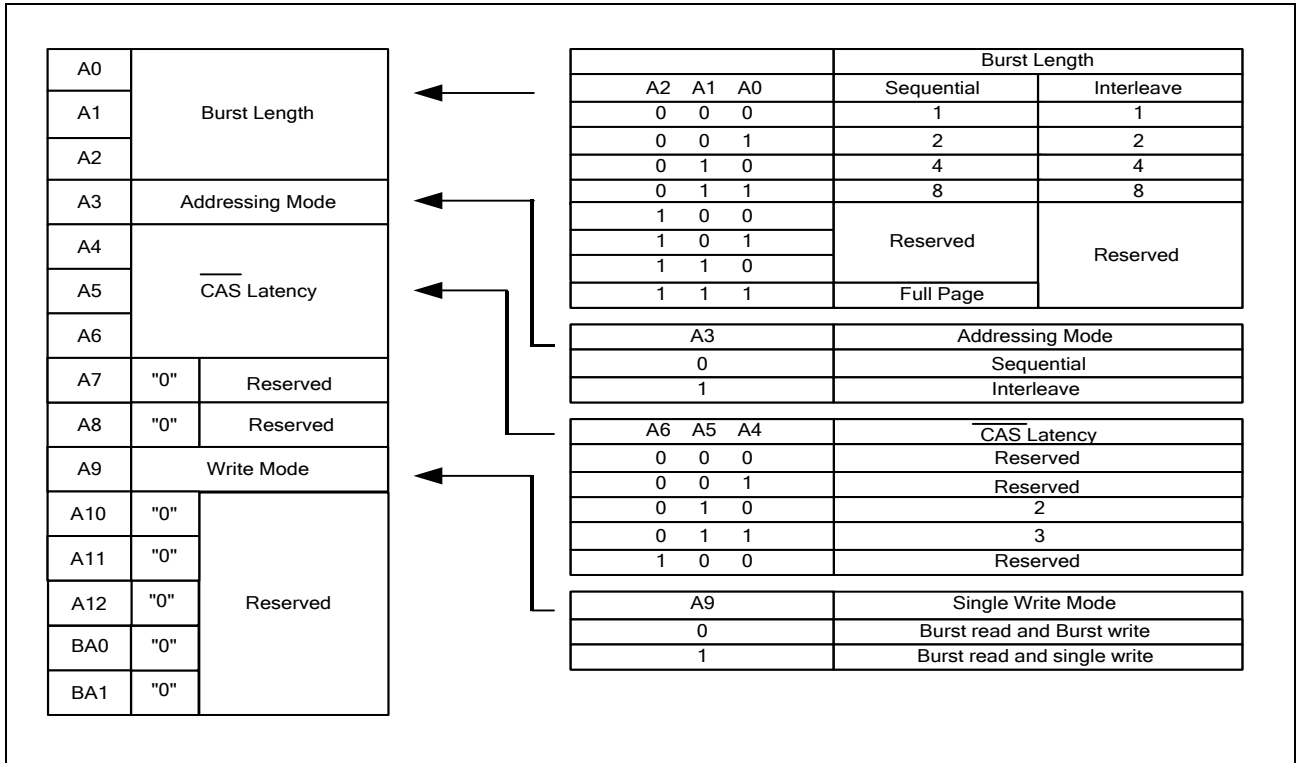 A0
Burst Length
A1
A2
A3 Addressing Mode
A4
CAS Latency
A5
A6
A7 "0" Reserved
A8 "0" Reserved
A9 Write Mode
A10 "0"
Reserved
A11 "0"
A12 "0"
BA0 "0"
BA1 "0"
Burst Length
A2 A1 A0 Sequential Interleave
0 0 0 1 1
0 0 1 2 2
0 1 0 4 4
0 1 1 8 8
1 0 0
Reserved Reserved
1 0 1
1 1 0
1 1 1 Full Page
A3 Addressing Mode
0 Sequential
1 Interleave
A6 A5 A4 CAS Latency
0 0 0 Reserved
0 0 1 Reserved
0 1 0 2
0 1 1 3
1 0 0 Reserved
A9 Single Write Mode
0 Burst read and Burst write
1 Burst read and single write